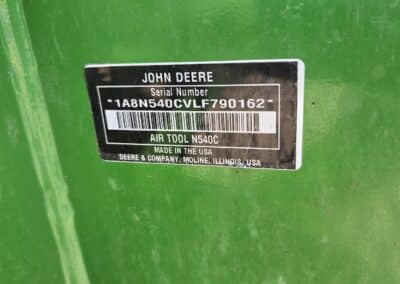 JOHN DEERE
Serial Number
*1A8N540CVLF790162*
AIR TOOL N540C
MADE IN THE USA
DEERE & COMPANY, MOLINE, ILLINOIS, USA